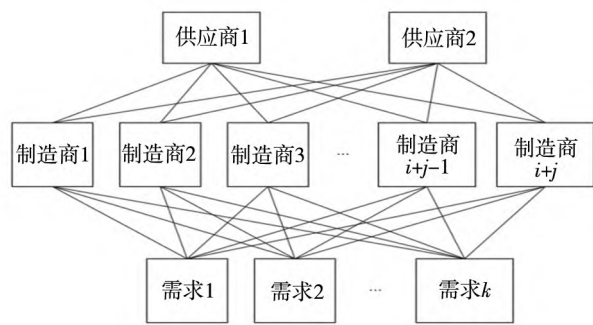 供应商1
供应商2
制造商1
制造商2
制造商3
...
制造商
i+j-1
制造商
i+j
需求1
需求2
...
需求k